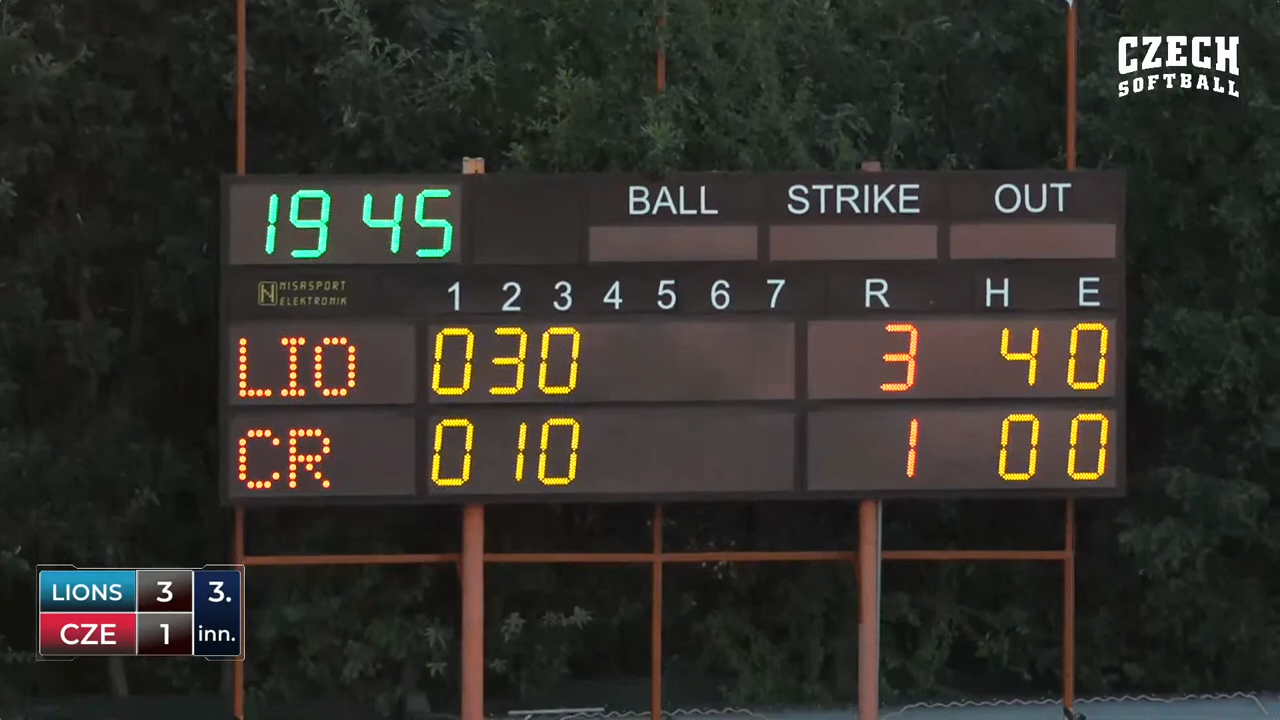 CZECH
SOFTBALL
19 45
BALL STRIKE OUT
NISASPORT
ELEKTRONIK
1 2 3 4 5 6 7 R H E
LIO 0 3 0 3 4 0
CR 0 1 0 1 0 0
LIONS 3 3.
CZE 1 inn.